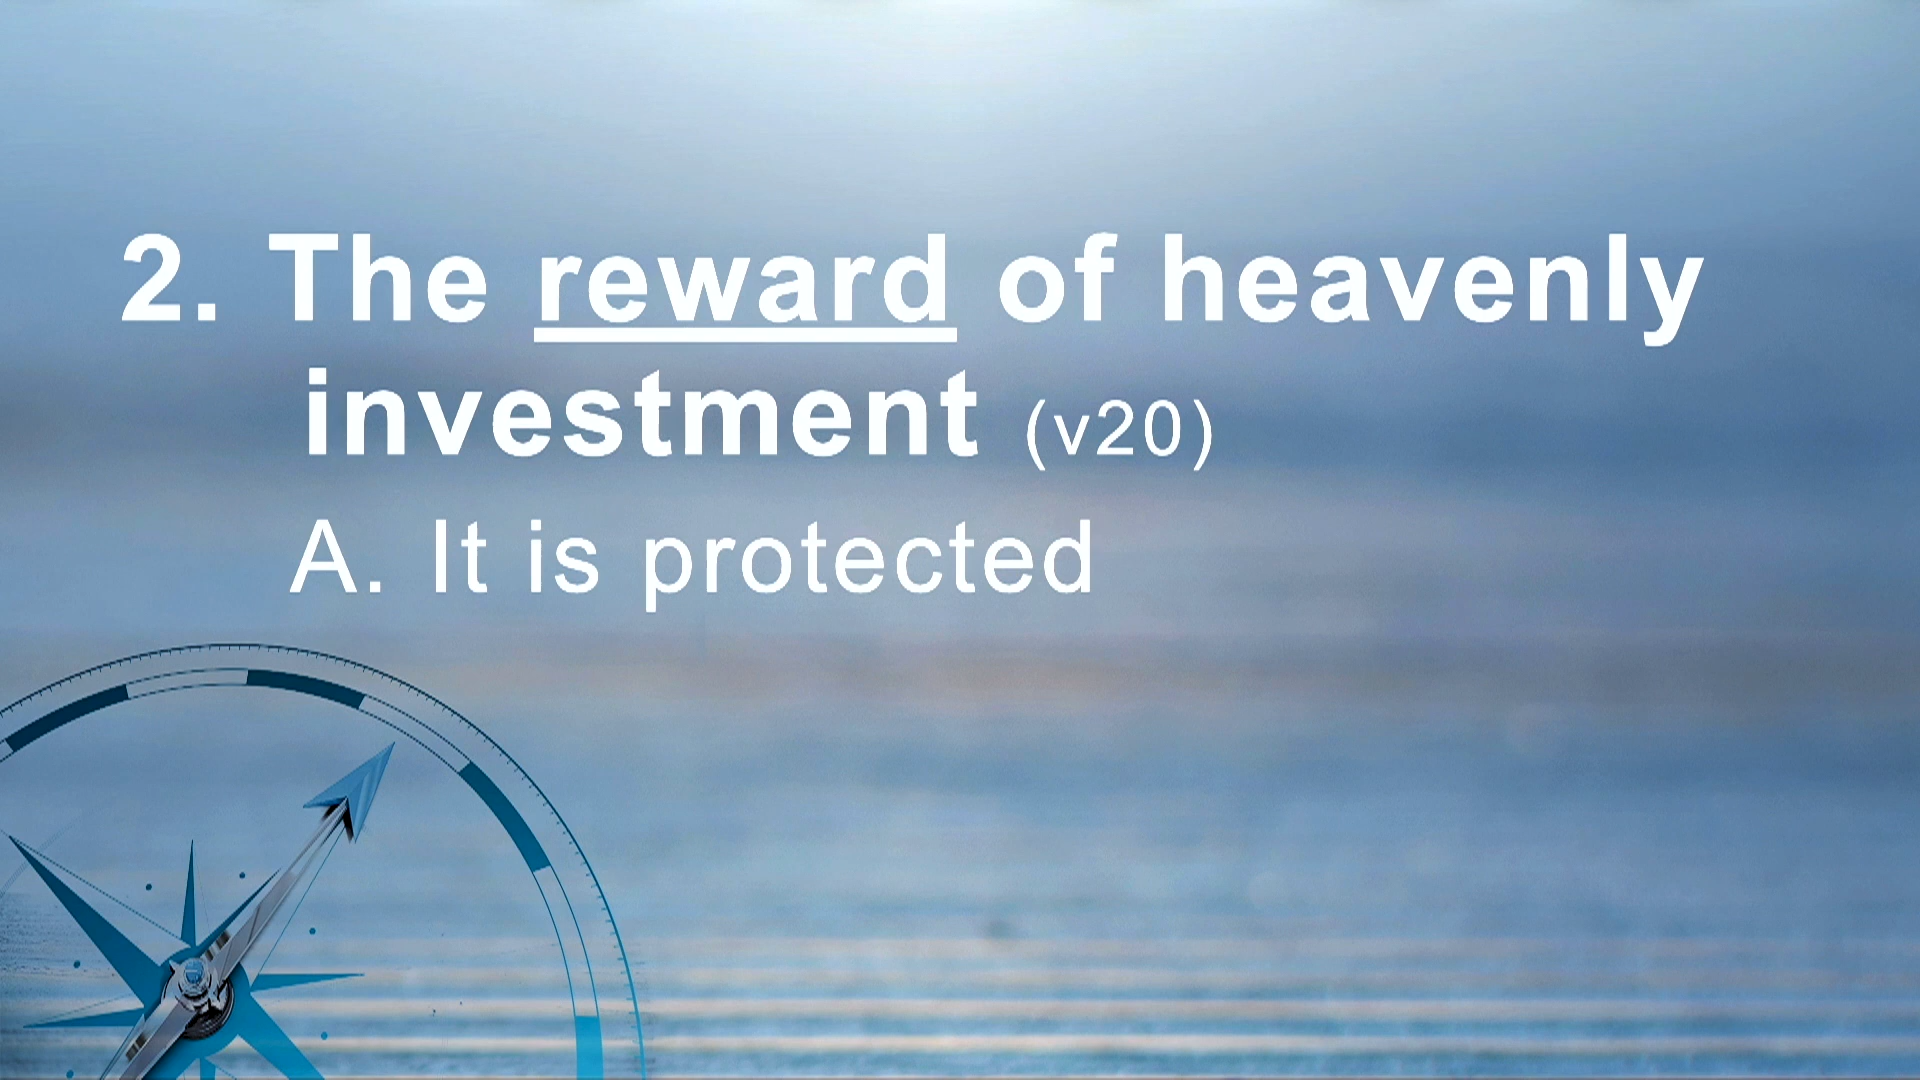 2. The reward of heavenly
investment (v20)
A. It is protected